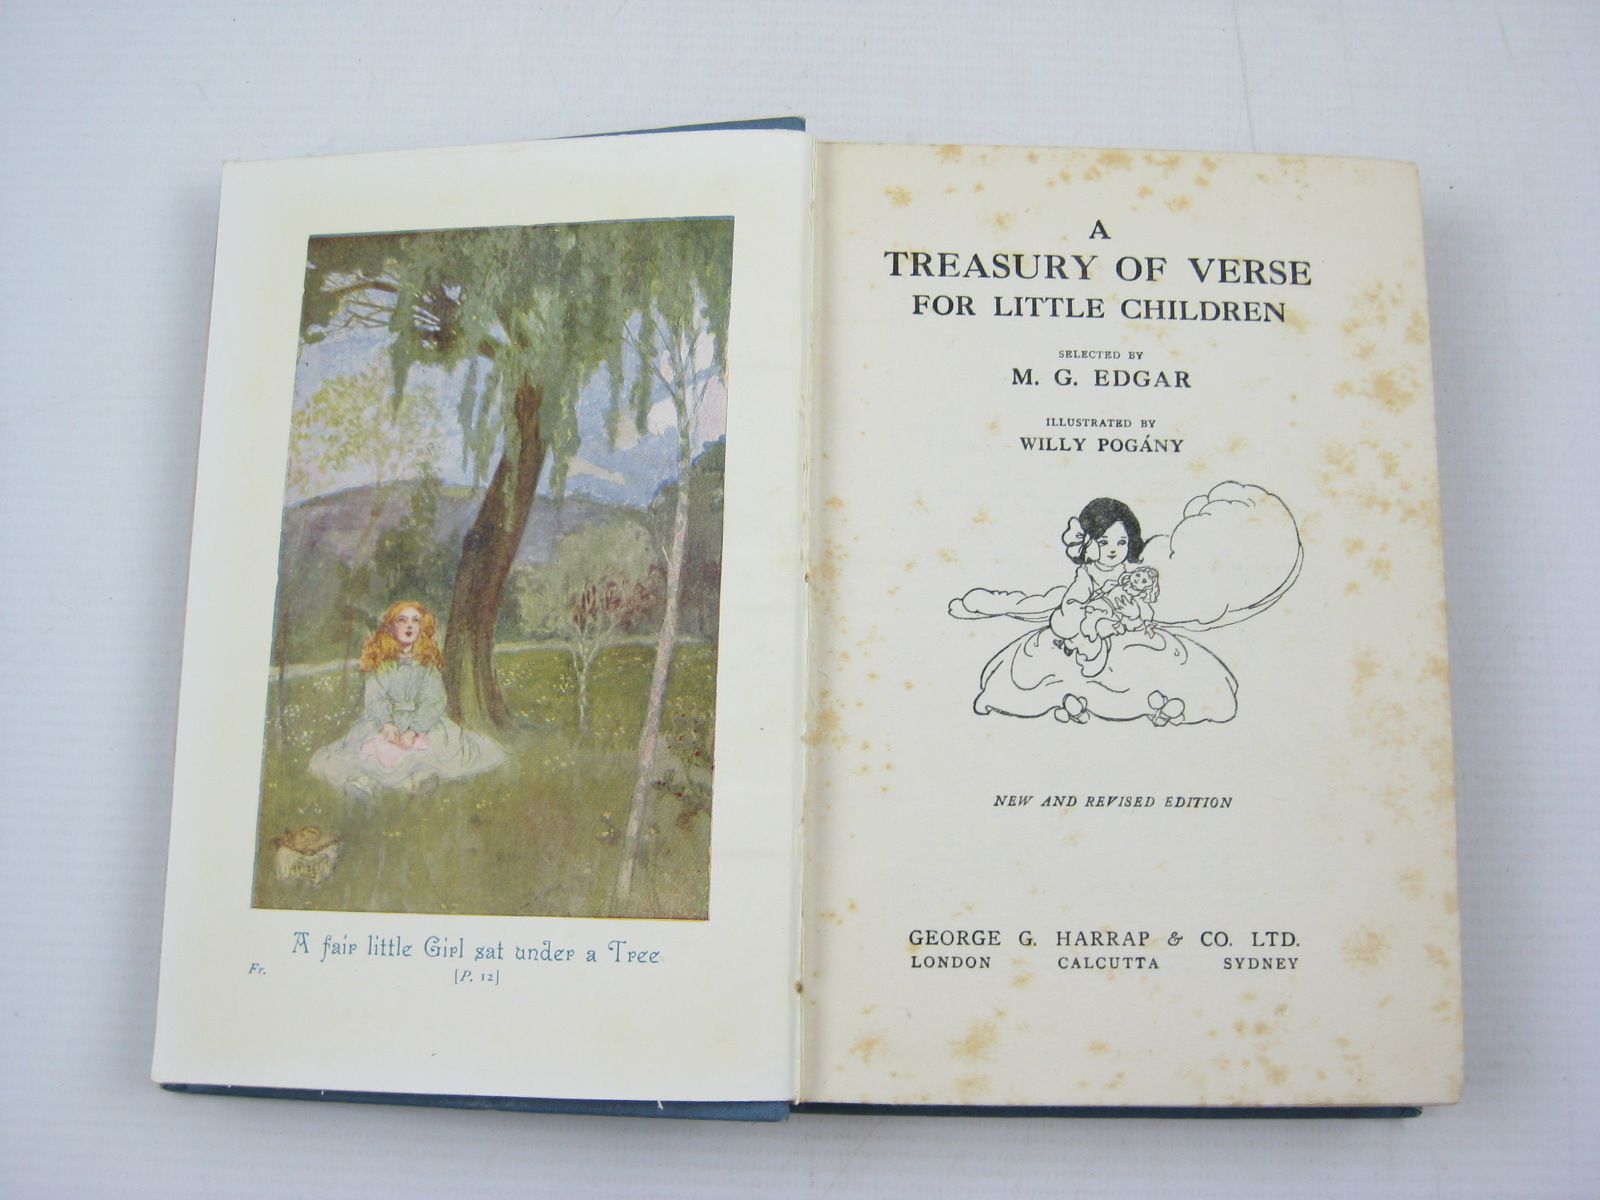 A fair little Girl sat under a Tree
Fr.
[P. 12]
A
TREASURY OF VERSE
FOR LITTLE CHILDREN
SELECTED BY
M. G. EDGAR
ILLUSTRATED BY
WILLY POGÁNY
NEW AND REVISED EDITION
GEORGE G. HARRAP & CO. LTD.
LONDON CALCUTTA SYDNEY